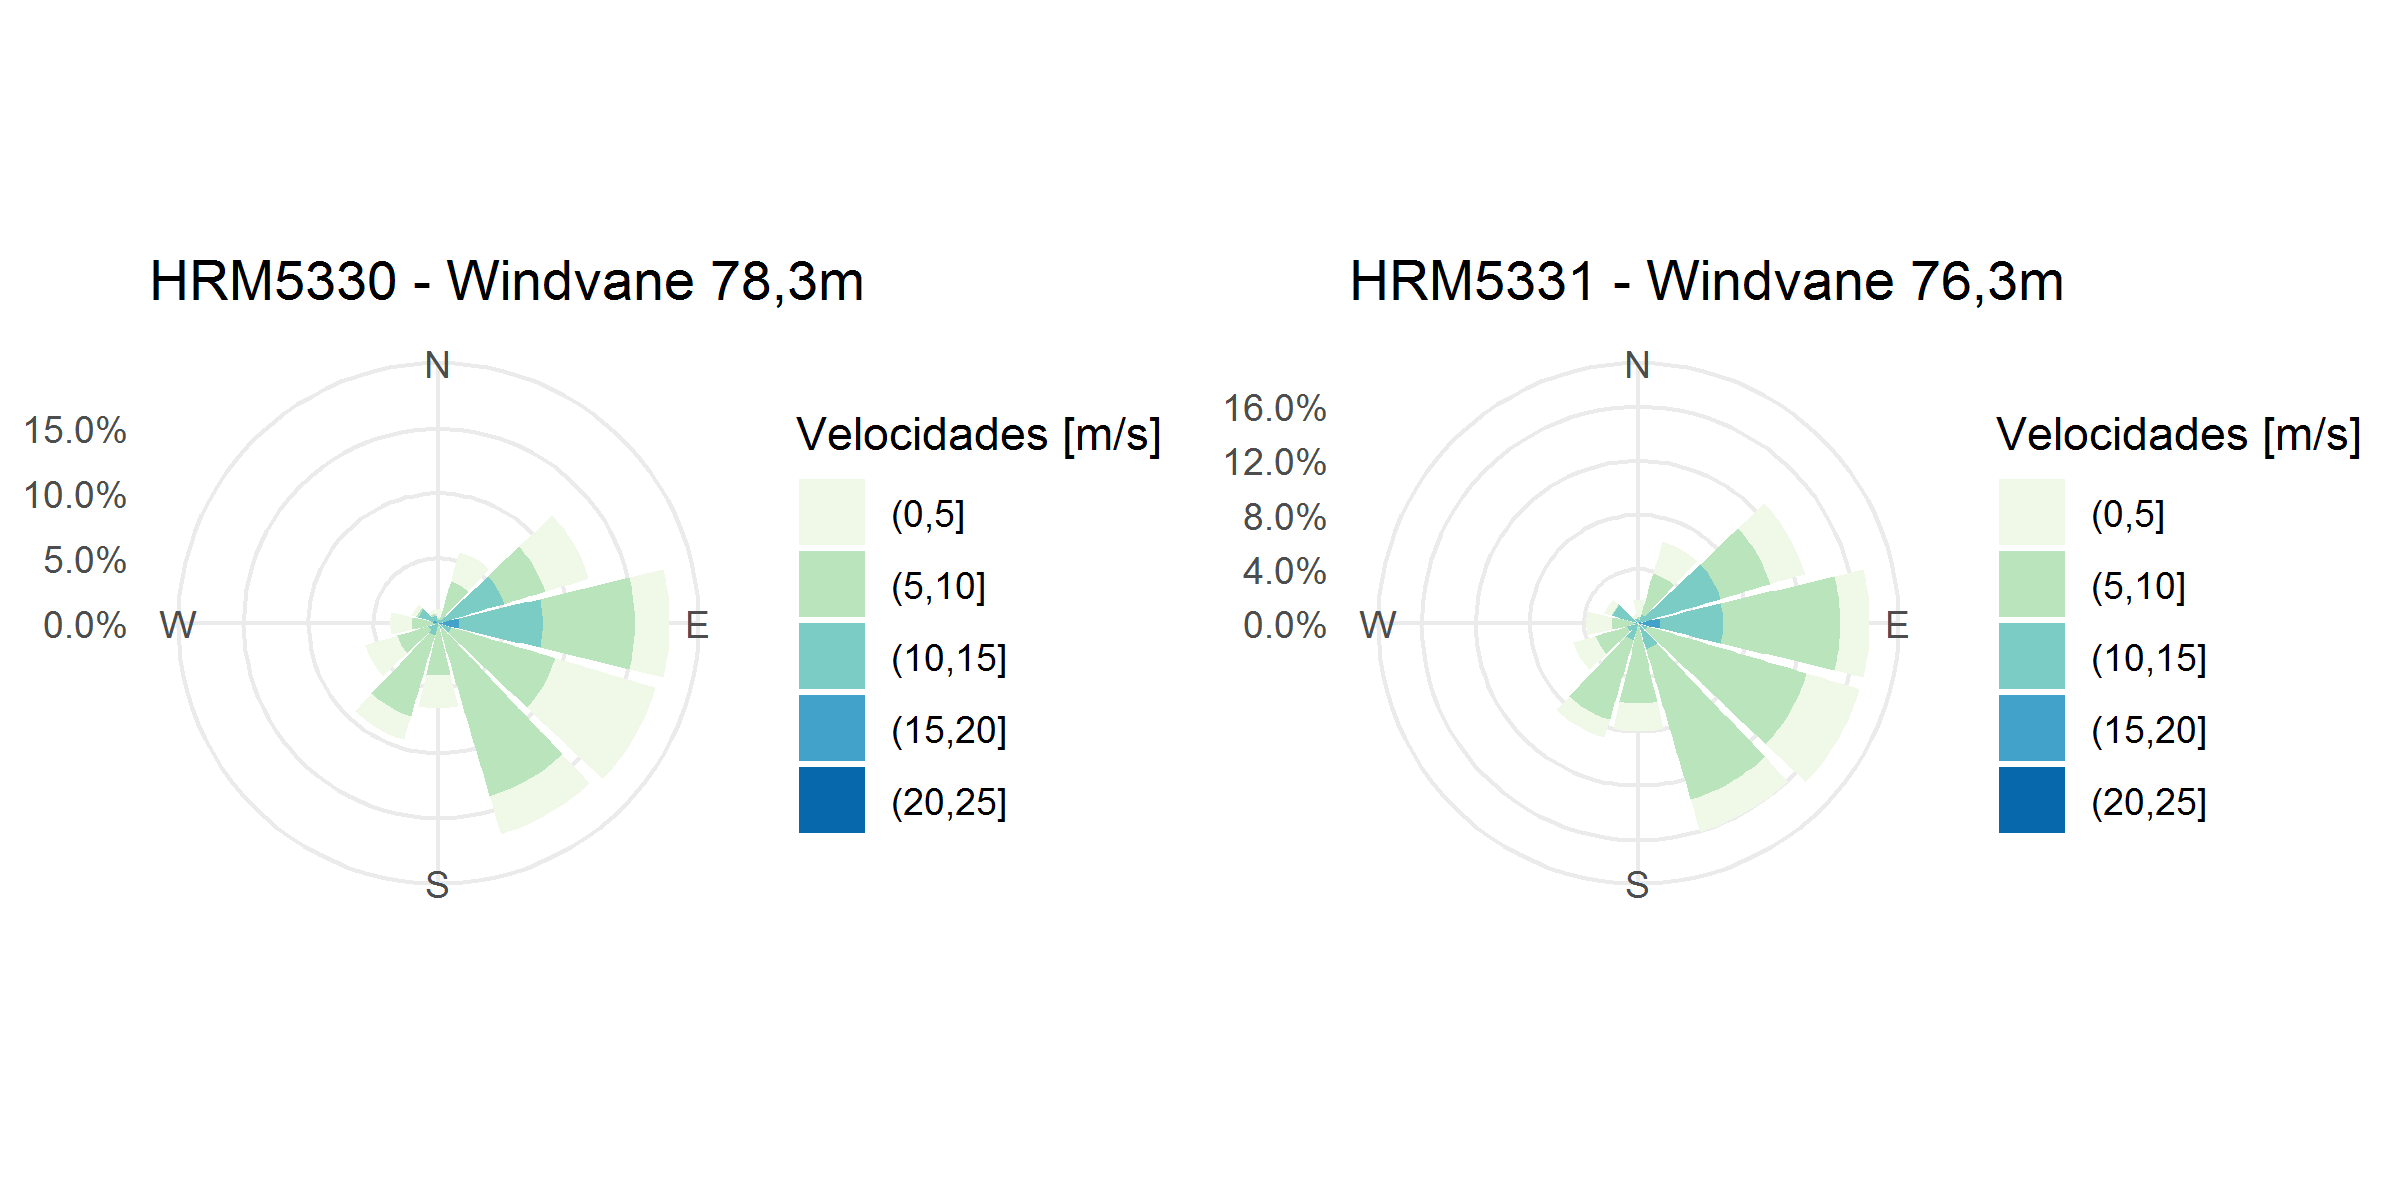 HRM5330 - Windvane 78,3m
N
15.0%
10.0%
5.0%
0.0%
W
E
S
Velocidades [m/s]
(0,5]
(5,10]
(10,15]
(15,20]
(20,25]
HRM5331 - Windvane 76,3m
N
16.0%
12.0%
8.0%
4.0%
0.0%
W
E
S
Velocidades [m/s]
(0,5]
(5,10]
(10,15]
(15,20]
(20,25]